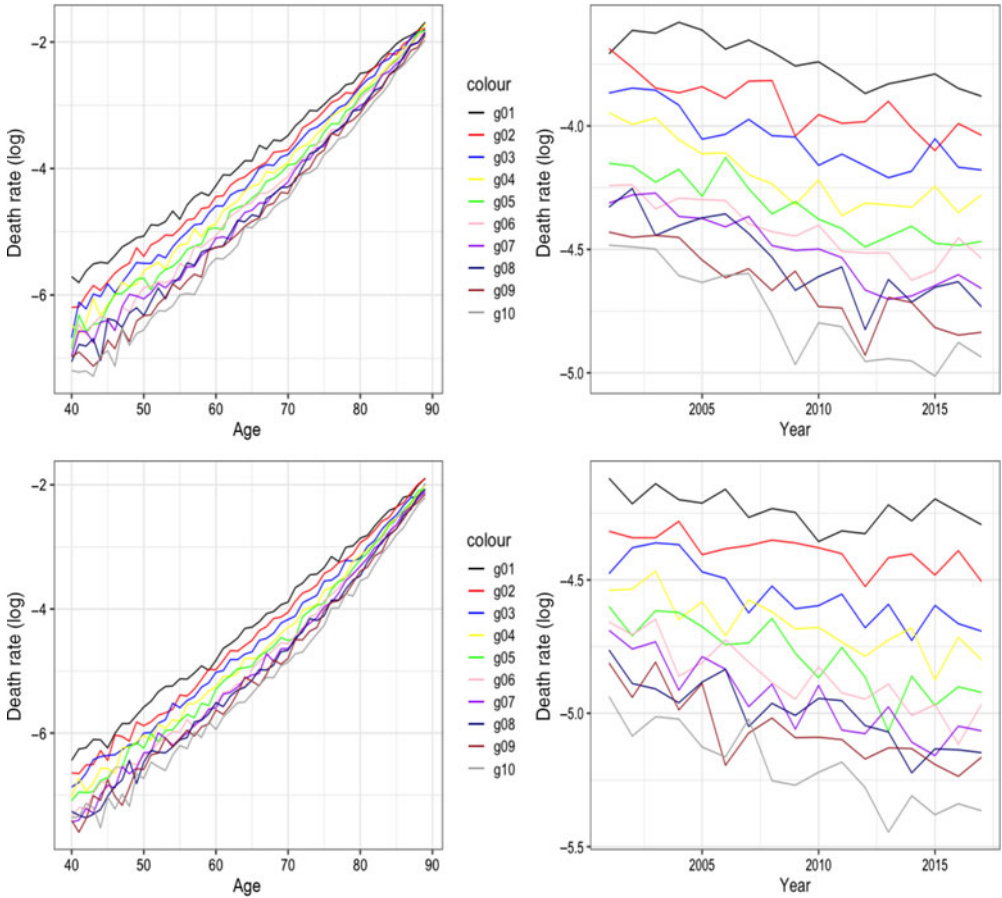 Death rate (log)
−2
−4
−6
40 50 60 70 80 90
Age
colour
g01
g02
g03
g04
g05
g06
g07
g08
g09
g10
Death rate (log)
−4.0
−4.5
−5.0
2005 2010 2015
Year
Death rate (log)
−2
−4
−6
40 50 60 70 80 90
Age
colour
g01
g02
g03
g04
g05
g06
g07
g08
g09
g10
Death rate (log)
−4.5
−5.0
−5.5
2005 2010 2015
Year